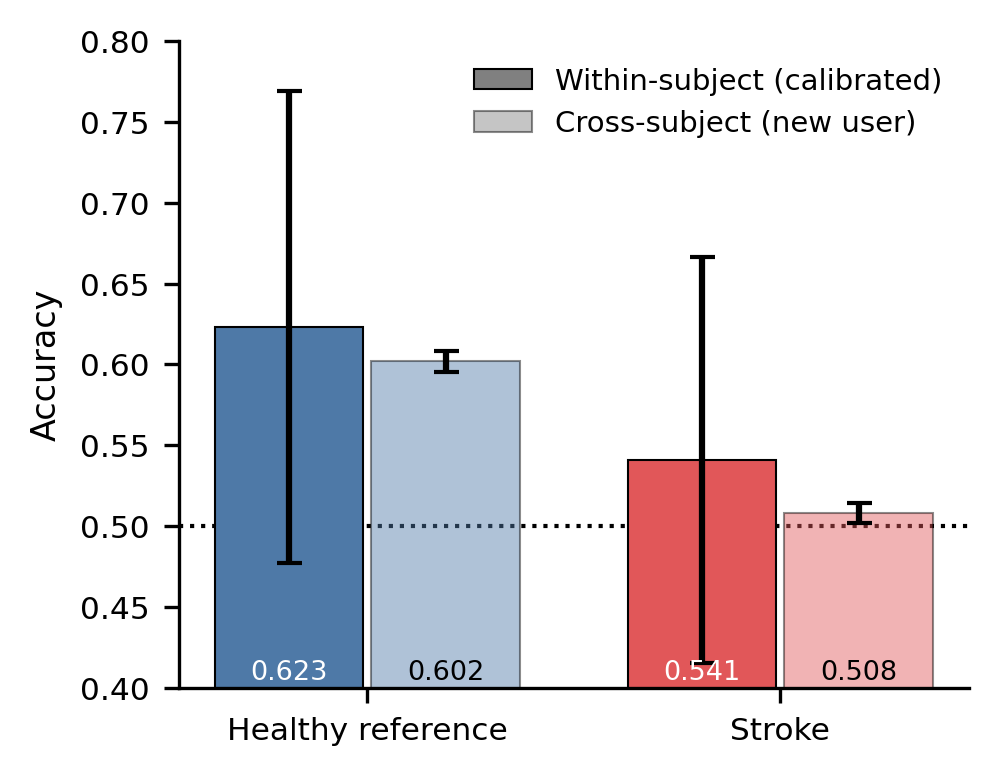 0.80
0.75
0.70
0.65
0.60
0.55
0.50
0.45
0.40
Accuracy
Within-subject (calibrated)
Cross-subject (new user)
0.623
0.602
0.541
0.508
Healthy reference
Stroke